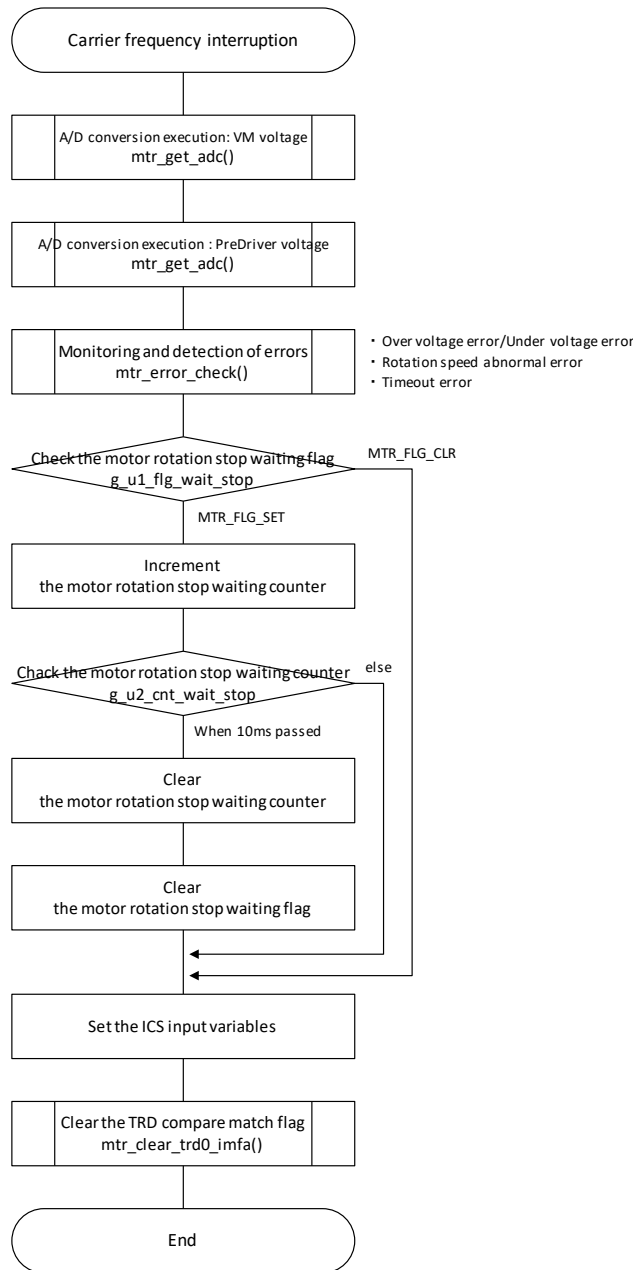 Carrier frequency interruption
A/D conversion execution: VM voltage
mtr_get_adc()
A/D conversion execution : PreDriver voltage
mtr_get_adc()
Monitoring and detection of errors
mtr_error_check()
・ Over voltage error/Under voltage error
・ Rotation speed abnormal error
・ Timeout error
Check the motor rotation stop waiting flag
g_u1_flg_wait_stop
MTR_FLG_CLR
MTR_FLG_SET
Increment
the motor rotation stop waiting counter
Chack the motor rotation stop waiting counter
g_u2_cnt_wait_stop
else
When 10ms passed
Clear
the motor rotation stop waiting counter
Clear
the motor rotation stop waiting flag
Set the ICS input variables
Clear the TRD compare match flag
mtr_clear_trd0_imfa()
End